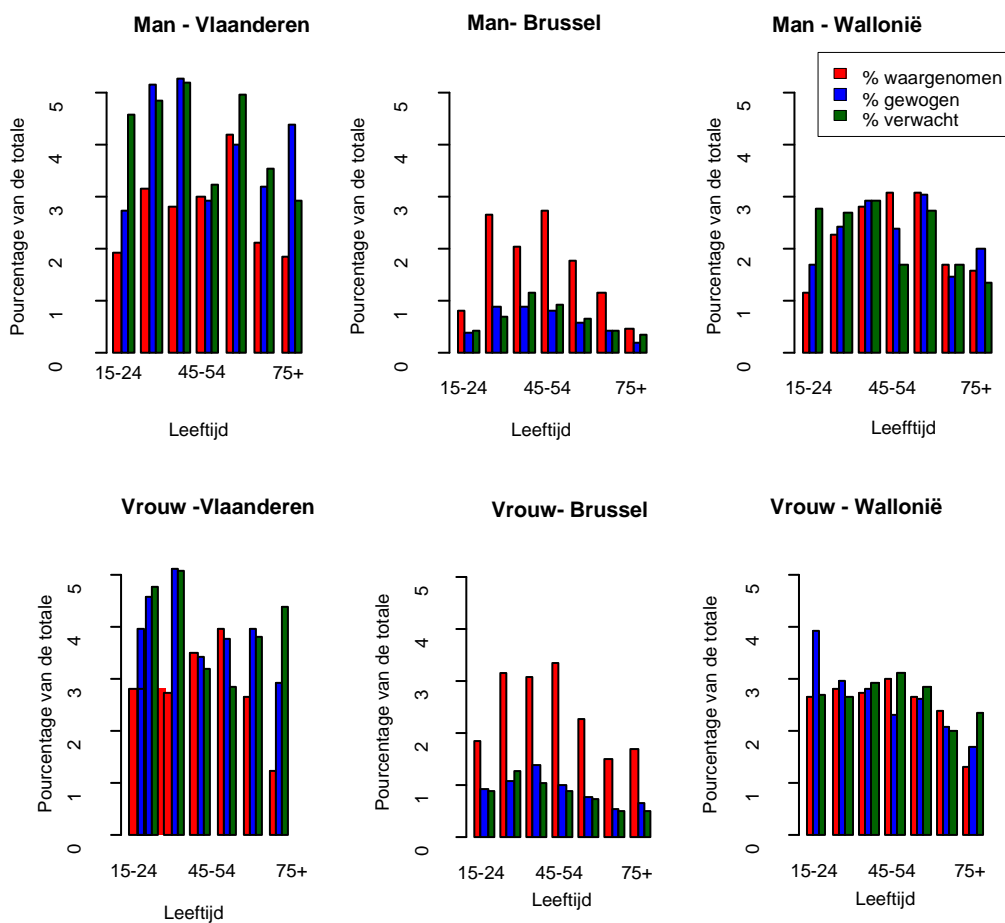 Man - Vlaanderen
Man- Brussel
Man - Wallonië
% waargenomen
% gewogen
% verwacht
Pourcentage van de totale
0 1 2 3 4 5
15-24 45-54 75+
Leeftijd
Pourcentage van de totale
0 1 2 3 4 5
15-24 45-54 75+
Leeftijd
Pourcentage van de totale
0 1 2 3 4 5
15-24 45-54 75+
Leefftijd
Vrouw -Vlaanderen
Vrouw- Brussel
Vrouw - Wallonië
Pourcentage van de totale
0 1 2 3 4 5
15-24 45-54 75+
Leeftijd
Pourcentage van de totale
0 1 2 3 4 5
15-24 45-54 75+
Leeftijd
Pourcentage van de totale
0 1 2 3 4 5
15-24 45-54 75+
Leeftijd